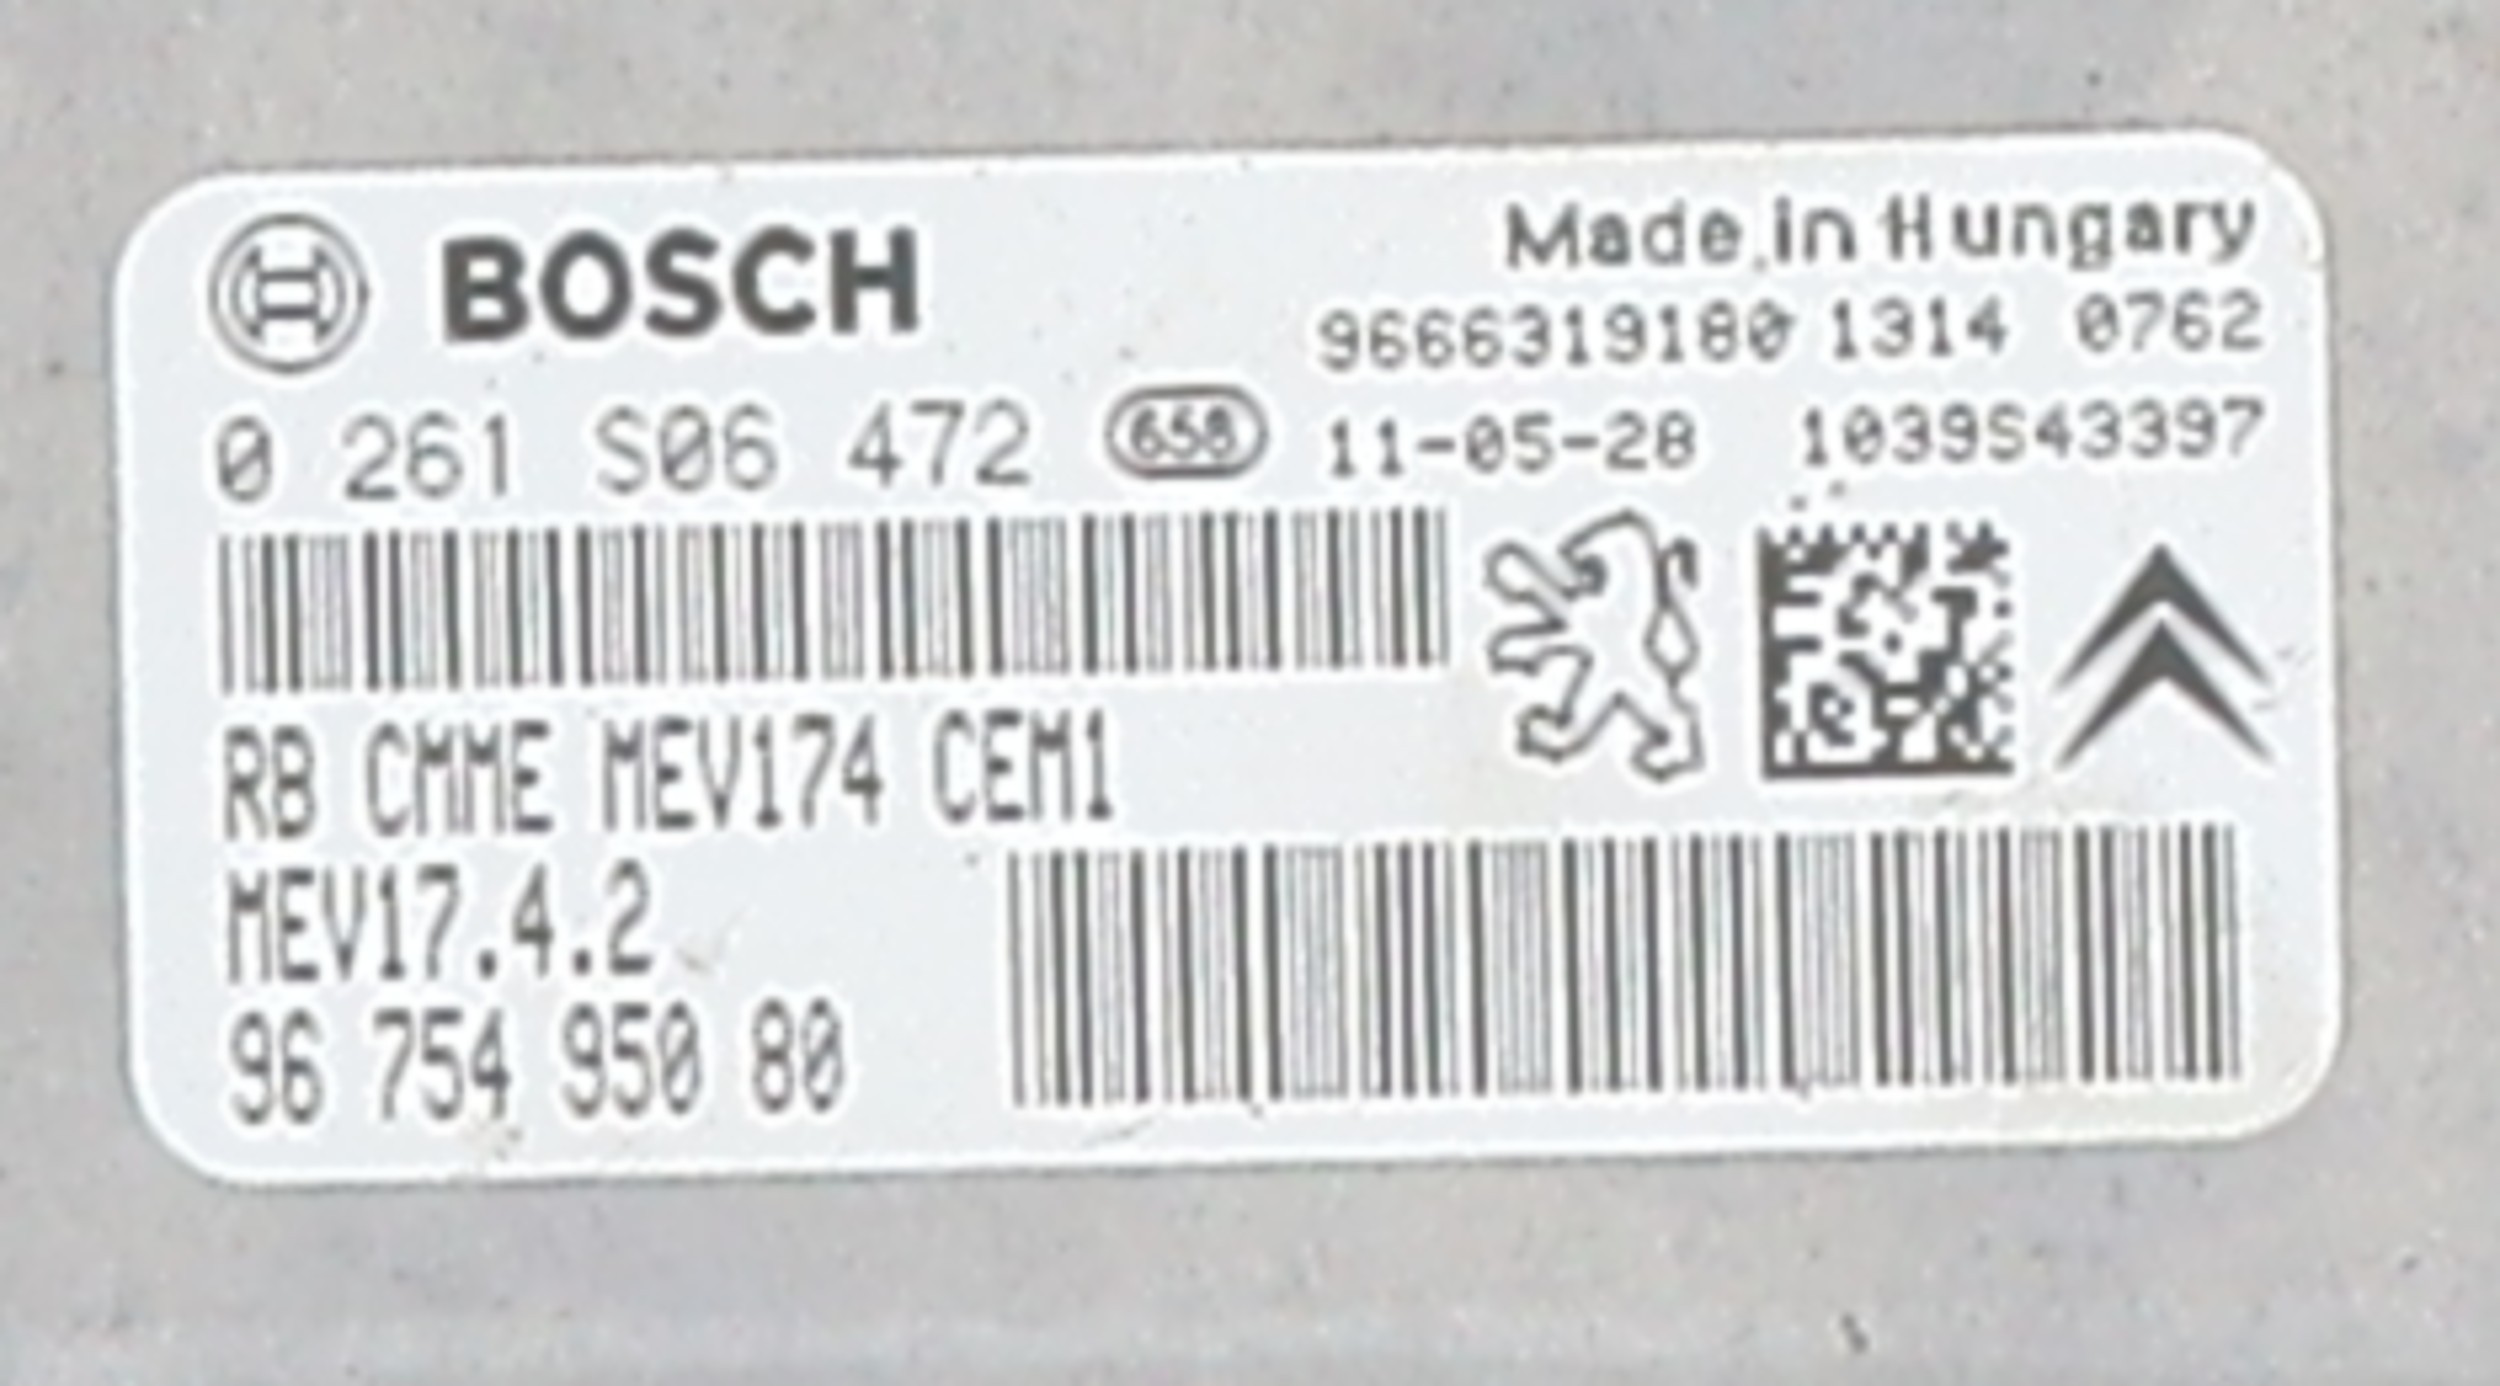 BOSCH
Made in Hungary
9666319180 1314 0762
0 261 S06 472 658 11-05-28 1039S43397
RB CMME MEV174 CEM1
MEV17.4.2
96 754 950 80